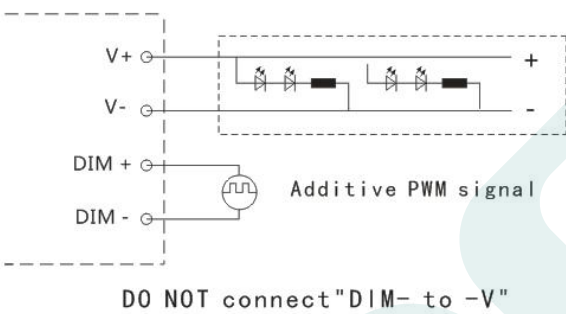 V+
+
V-
-
DIM +
Additive PWM signal
DIM -
DO NOT connect"DIM- to -V"